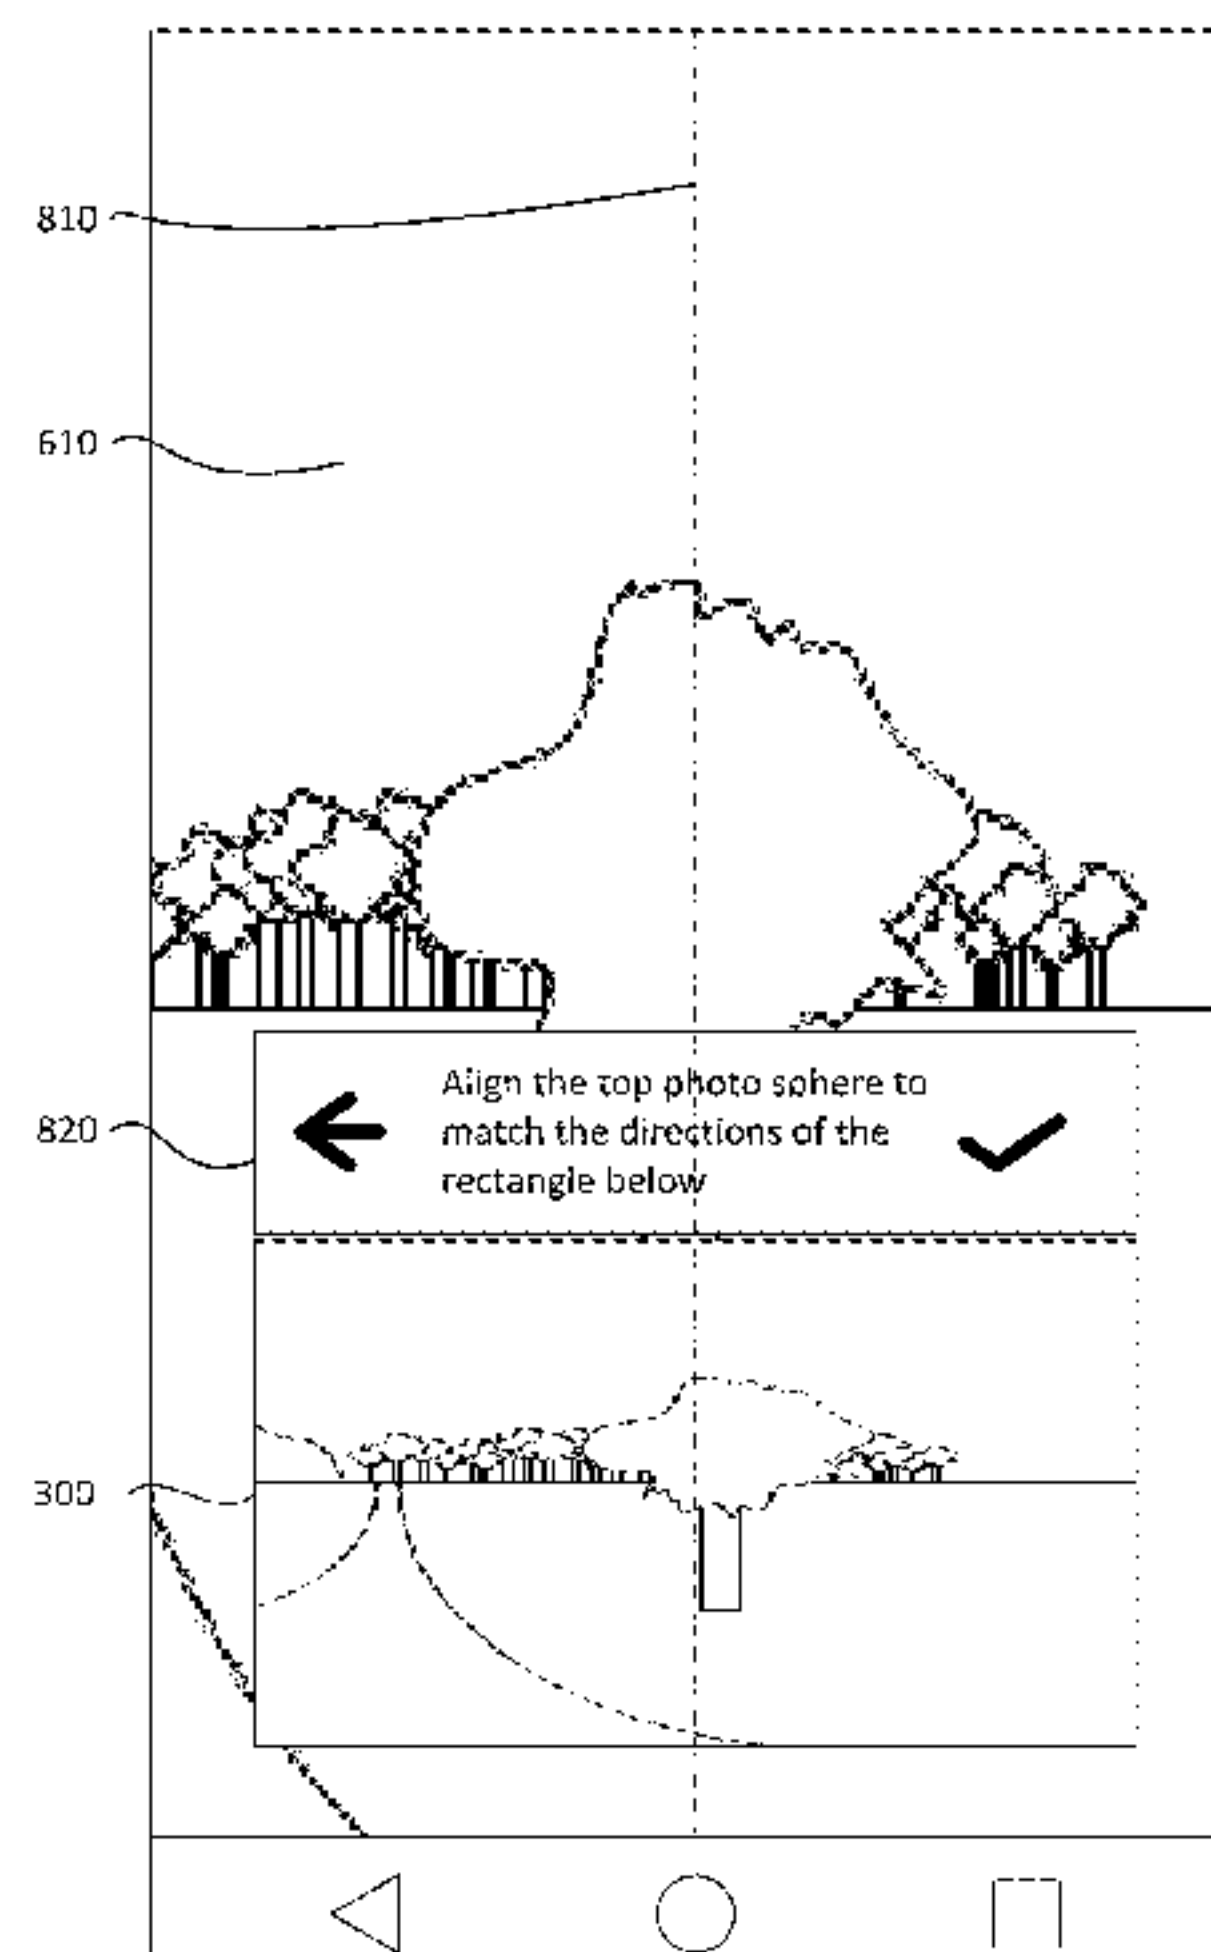 810
610
Align the top photo sphere to
match the directions of the
rectangle below
820
300